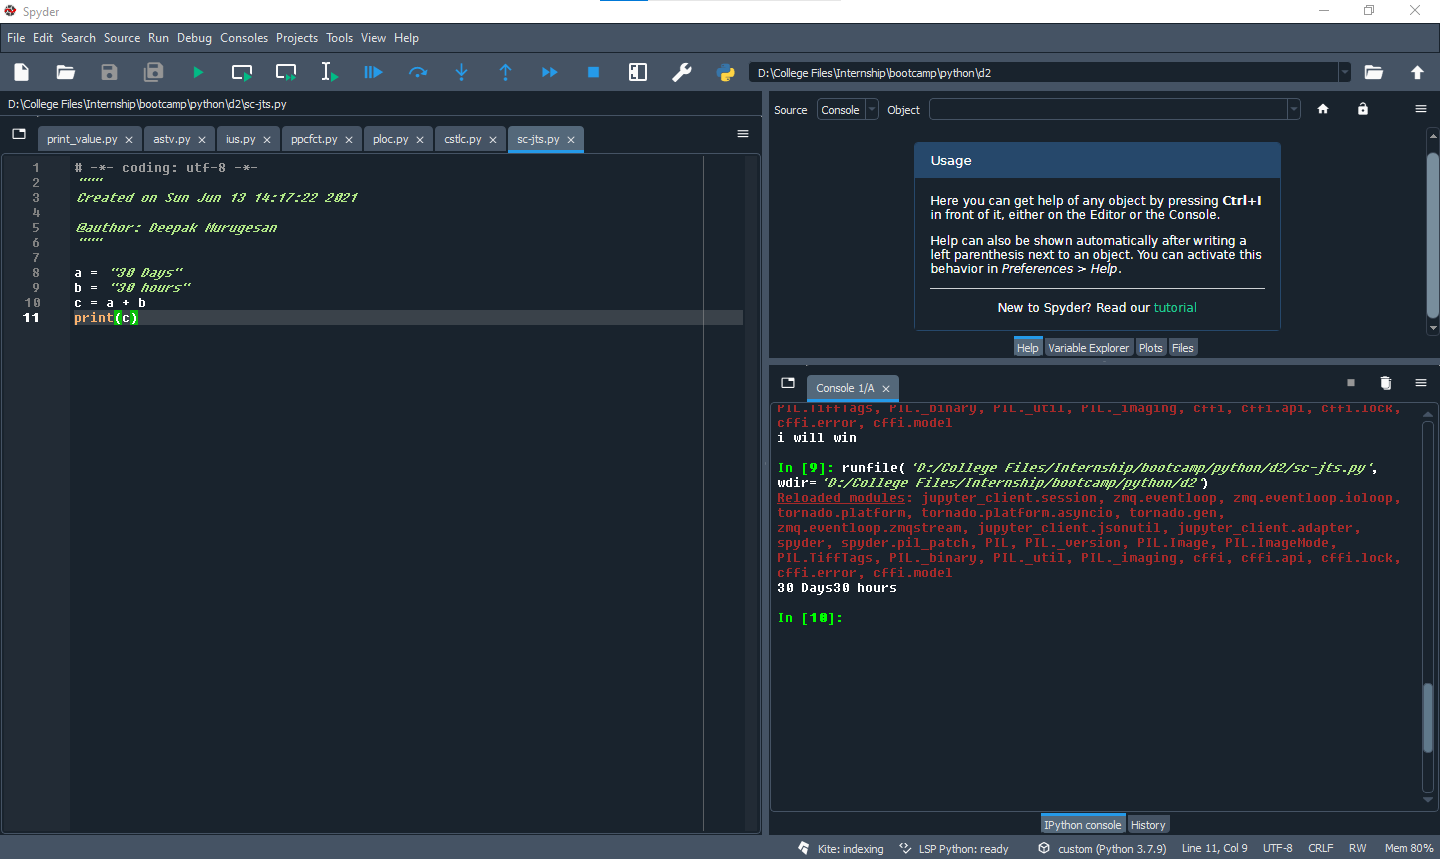 Spyder
File Edit Search Source Run Debug Consoles Projects Tools View Help
D:\College Files\Internship\bootcamp\python\d2
D:\College Files\Internship\bootcamp\python\d2\sc-jts.py
print_value.py astv.py ius.py ppcfct.py ploc.py cstlc.py sc-jts.py
1 # -*- coding: utf-8 -*-
2 """
3 Created on Sun Jun 13 14:17:22 2021
4
5 @author: Deepak Murugesan
6 """
7
8 a = "30 Days"
9 b = "30 hours"
10 c = a + b
11 print(c)
Source Console Object
Usage
Here you can get help of any object by pressing Ctrl+I
in front of it, either on the Editor or the Console.
Help can also be shown automatically after writing a
left parenthesis next to an object. You can activate this
behavior in Preferences > Help.
New to Spyder? Read our tutorial
Help Variable Explorer Plots Files
Console 1/A
PIL.TiffTags, PIL._binary, PIL._util, PIL._imaging, cffi, cffi.api, cffi.lock,
cffi.error, cffi.model
i will win
In [9]: runfile('D:/College Files/Internship/bootcamp/python/d2/sc-jts.py',
wdir='D:/College Files/Internship/bootcamp/python/d2')
Reloaded modules: jupyter_client.session, zmq.eventloop, zmq.eventloop.ioloop,
tornado.platform, tornado.platform.asyncio, tornado.gen,
zmq.eventloop.zmqstream, jupyter_client.jsonutil, jupyter_client.adapter,
spyder, spyder.pil_patch, PIL, PIL._version, PIL.Image, PIL.ImageMode,
PIL.TiffTags, PIL._binary, PIL._util, PIL._imaging, cffi, cffi.api, cffi.lock,
cffi.error, cffi.model
30 Days30 hours
In [10]:
IPython console History
Kite: indexing LSP Python: ready custom (Python 3.7.9) Line 11, Col 9 UTF-8 CRLF RW Mem 80%